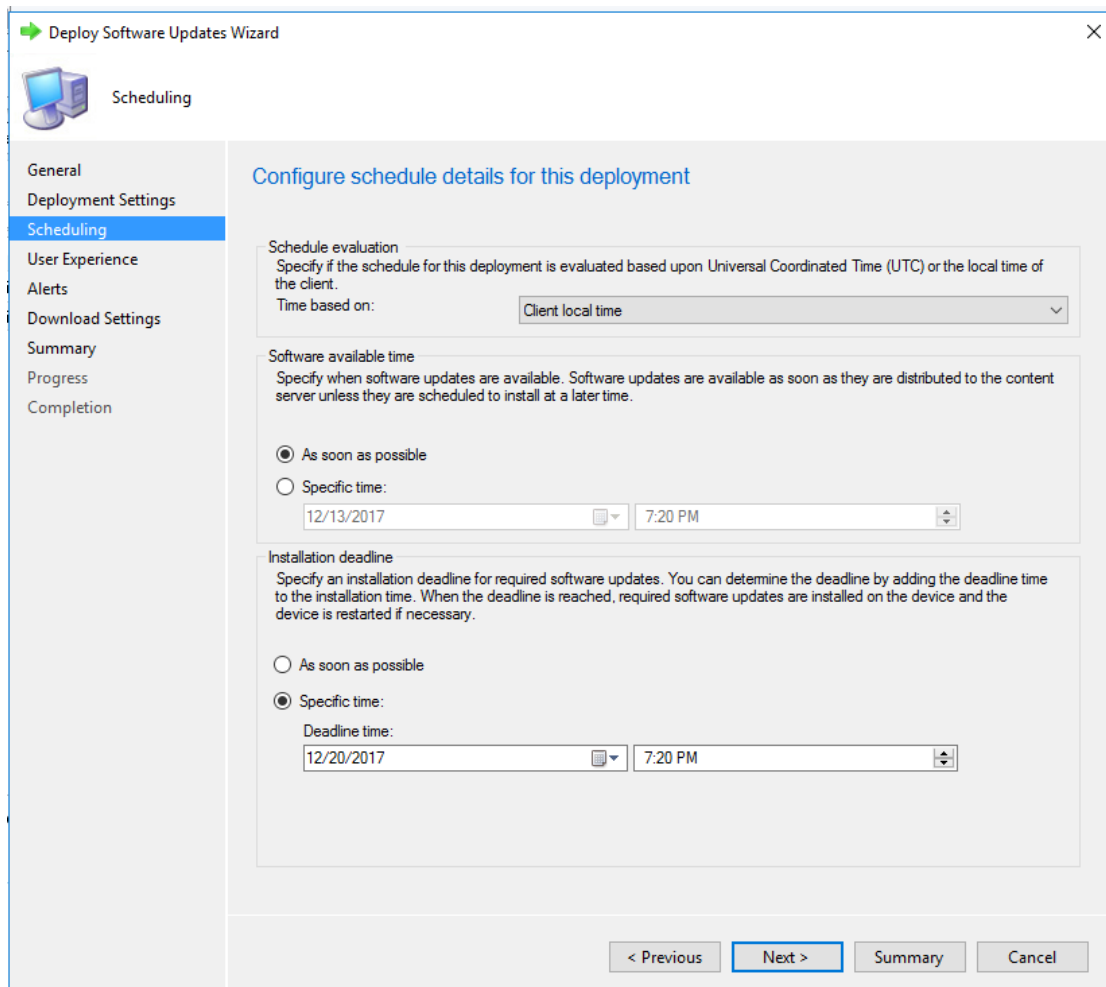 Deploy Software Updates Wizard
Scheduling
General
Deployment Settings
Scheduling
User Experience
Alerts
Download Settings
Summary
Progress
Completion
Configure schedule details for this deployment
Schedule evaluation
Specify if the schedule for this deployment is evaluated based upon Universal Coordinated Time (UTC) or the local time of
the client.
Time based on:
Client local time
Software available time
Specify when software updates are available. Software updates are available as soon as they are distributed to the content
server unless they are scheduled to install at a later time.
As soon as possible
Specific time:
12/13/2017
7:20 PM
Installation deadline
Specify an installation deadline for required software updates. You can determine the deadline by adding the deadline time
to the installation time. When the deadline is reached, required software updates are installed on the device and the
device is restarted if necessary.
As soon as possible
Specific time:
Deadline time:
12/20/2017
7:20 PM
< Previous
Next >
Summary
Cancel